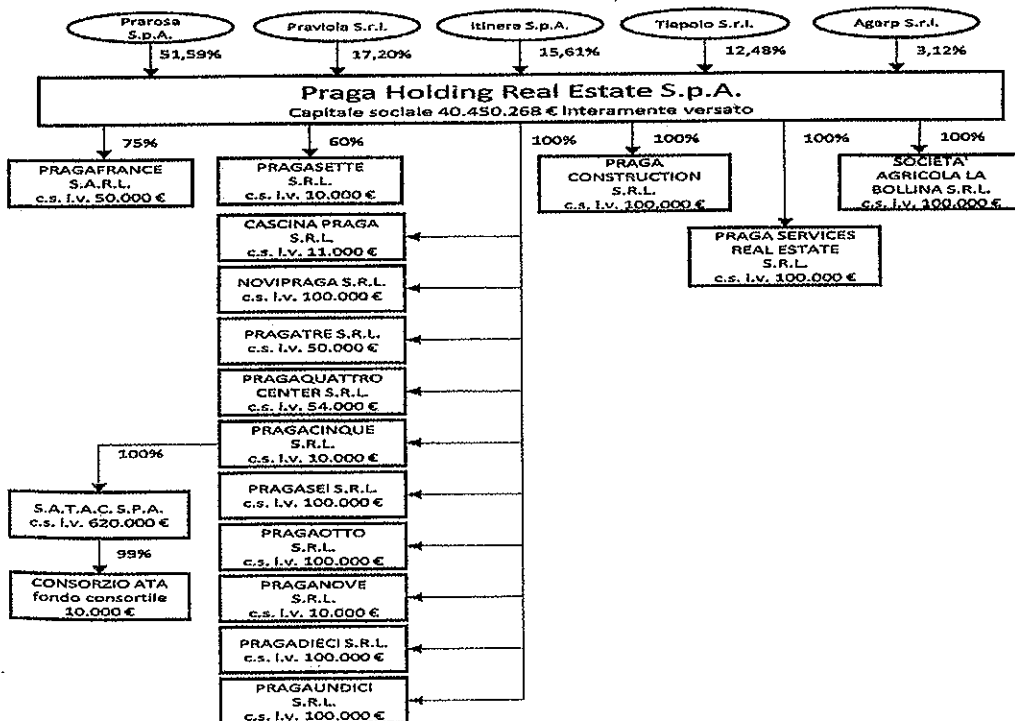 Prarosa
S.p.A.
Praviola S.r.l.
Itinera S.p.A.
Tiepolo S.r.l.
Agarp S.r.l.
51,59%
17,20%
15,61%
12,48%
3,12%
Praga Holding Real Estate S.p.A.
Capitale sociale 40.450.268 € Interamente versato
75%
60%
100%
100%
100%
100%
PRAGAFRANCE
S.A.R.L.
c.s. i.v. 50.000 €
PRAGASETTE
S.R.L.
c.s. i.v. 10.000 €
PRAGA
CONSTRUCTION
S.R.L.
c.s. i.v. 100.000 €
SOCIETA'
AGRICOLA LA
BOLLINA S.R.L.
c.s. i.v. 100.000 €
CASCINA PRAGA
S.R.L.
c.s. i.v. 11.000 €
PRAGA SERVICES
REAL ESTATE
S.R.L.
c.s. i.v. 100.000 €
NOVIPRAGA S.R.L.
c.s. i.v. 100.000 €
PRAGATRE S.R.L.
c.s. i.v. 50.000 €
PRAGAQUATTRO
CENTER S.R.L.
c.s. i.v. 54.000 €
PRAGACINQUE
S.R.L.
c.s. i.v. 10.000 €
100%
S.A.T.A.C. S.P.A.
c.s. i.v. 620.000 €
99%
CONSORZIO ATA
fondo consortile
10.000 €
PRAGASEI S.R.L.
c.s. i.v. 100.000 €
PRAGAOTTO
S.R.L.
c.s. i.v. 100.000 €
PRAGANOVE
S.R.L.
c.s. i.v. 10.000 €
PRAGADIECI S.R.L.
c.s. i.v. 100.000 €
PRAGAUNDICI
S.R.L.
c.s. i.v. 100.000 €